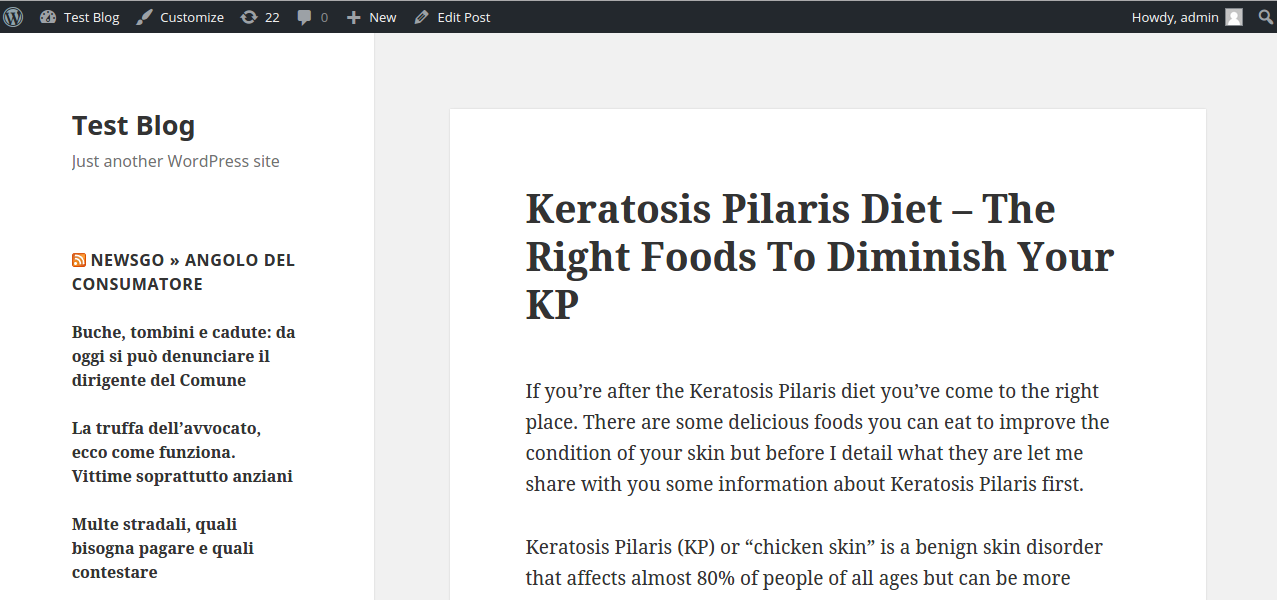 Test Blog Customize 22 0 New Edit Post Howdy, admin
Test Blog
Just another WordPress site
NEWSGO » ANGOLO DEL
CONSUMATORE
Buche, tombini e cadute: da
oggi si può denunciare il
dirigente del Comune
La truffa dell’avvocato,
ecco come funziona.
Vittime soprattutto anziani
Multe stradali, quali
bisogna pagare e quali
contestare
Keratosis Pilaris Diet – The
Right Foods To Diminish Your
KP
If you’re after the Keratosis Pilaris diet you’ve come to the right
place. There are some delicious foods you can eat to improve the
condition of your skin but before I detail what they are let me
share with you some information about Keratosis Pilaris first.
Keratosis Pilaris (KP) or “chicken skin” is a benign skin disorder
that affects almost 80% of people of all ages but can be more